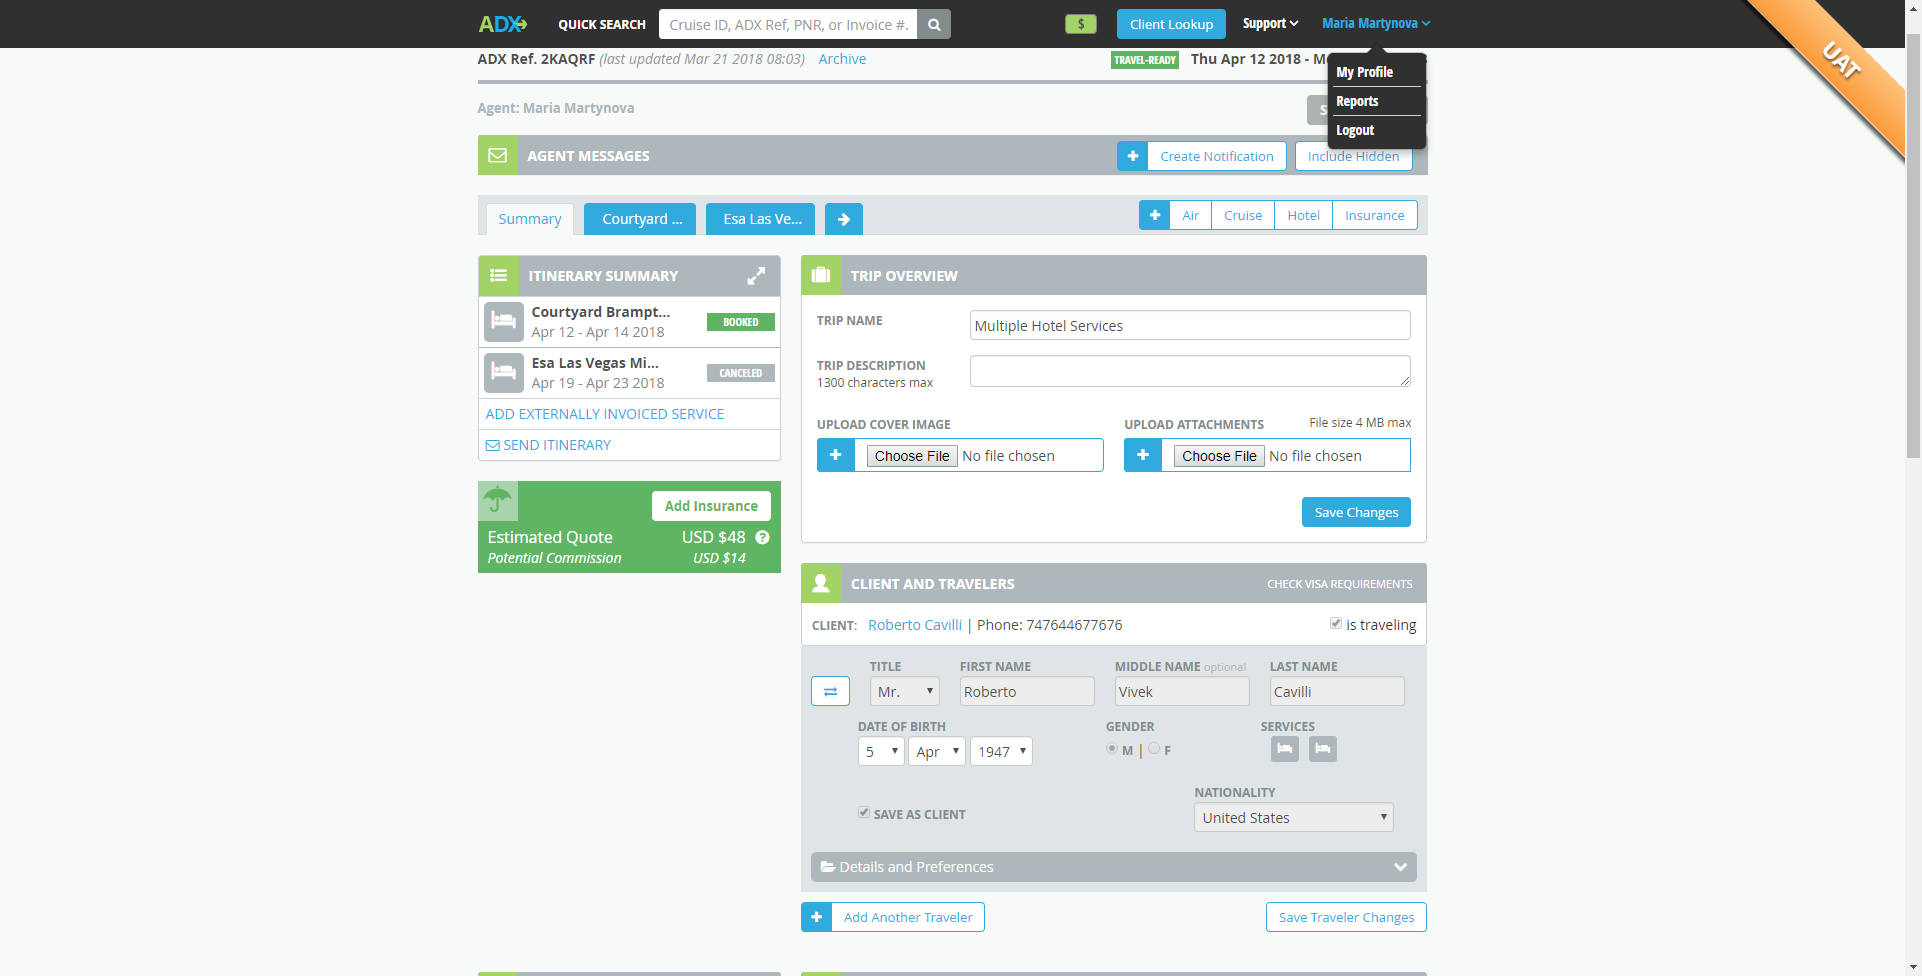 ADX QUICK SEARCH Cruise ID, ADX Ref, PNR, or Invoice #. $ Client Lookup Support Maria Martynova
UAT
My Profile
Reports
Logout
ADX Ref. 2KAQRF (last updated Mar 21 2018 08:03) Archive TRAVEL-READY Thu Apr 12 2018 -
Agent: Maria Martynova
AGENT MESSAGES Create Notification Include Hidden
Summary Courtyard ... Esa Las Ve... Air Cruise Hotel Insurance
ITINERARY SUMMARY
Courtyard Brampt... BOOKED
Apr 12 - Apr 14 2018
Esa Las Vegas Mi... CANCELED
Apr 19 - Apr 23 2018
ADD EXTERNALLY INVOICED SERVICE
SEND ITINERARY
Add Insurance
Estimated Quote USD $48 ?
Potential Commission USD $14
TRIP OVERVIEW
TRIP NAME Multiple Hotel Services
TRIP DESCRIPTION
1300 characters max
UPLOAD COVER IMAGE UPLOAD ATTACHMENTS File size 4 MB max
Choose File No file chosen Choose File No file chosen
Save Changes
CLIENT AND TRAVELERS CHECK VISA REQUIREMENTS
CLIENT: Roberto Cavilli | Phone: 747644677676 is traveling
TITLE FIRST NAME MIDDLE NAME optional LAST NAME
Mr. Roberto Vivek Cavilli
DATE OF BIRTH GENDER SERVICES
5 Apr 1947 M | F
NATIONALITY
SAVE AS CLIENT United States
Details and Preferences
Add Another Traveler Save Traveler Changes